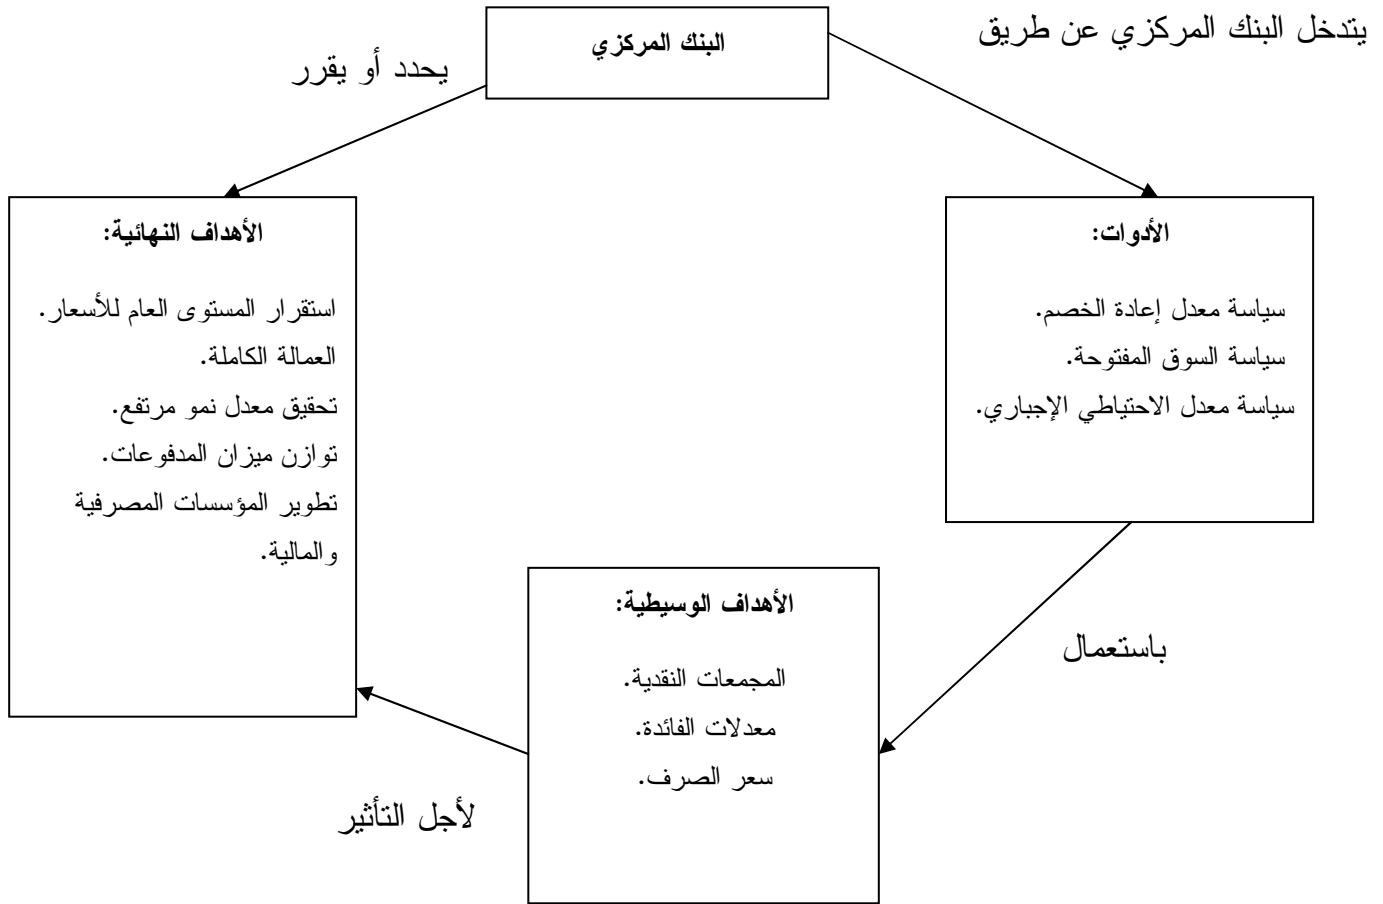 يتدخل البنك المركزي عن طريق
البنك المركزي
يحدد أو يقرر
الأدوات:
سياسة معدل إعادة الخصم.
سياسة السوق المفتوحة.
سياسة معدل الاحتياطي الإجباري.
الأهداف النهائية:
استقرار المستوى العام للأسعار.
العمالة الكاملة.
تحقيق معدل نمو مرتفع.
توازن ميزان المدفوعات.
تطوير المؤسسات المصرفية
والمالية.
باستعمال
الأهداف الوسيطية:
المجمعات النقدية.
معدلات الفائدة.
سعر الصرف.
لأجل التأثير